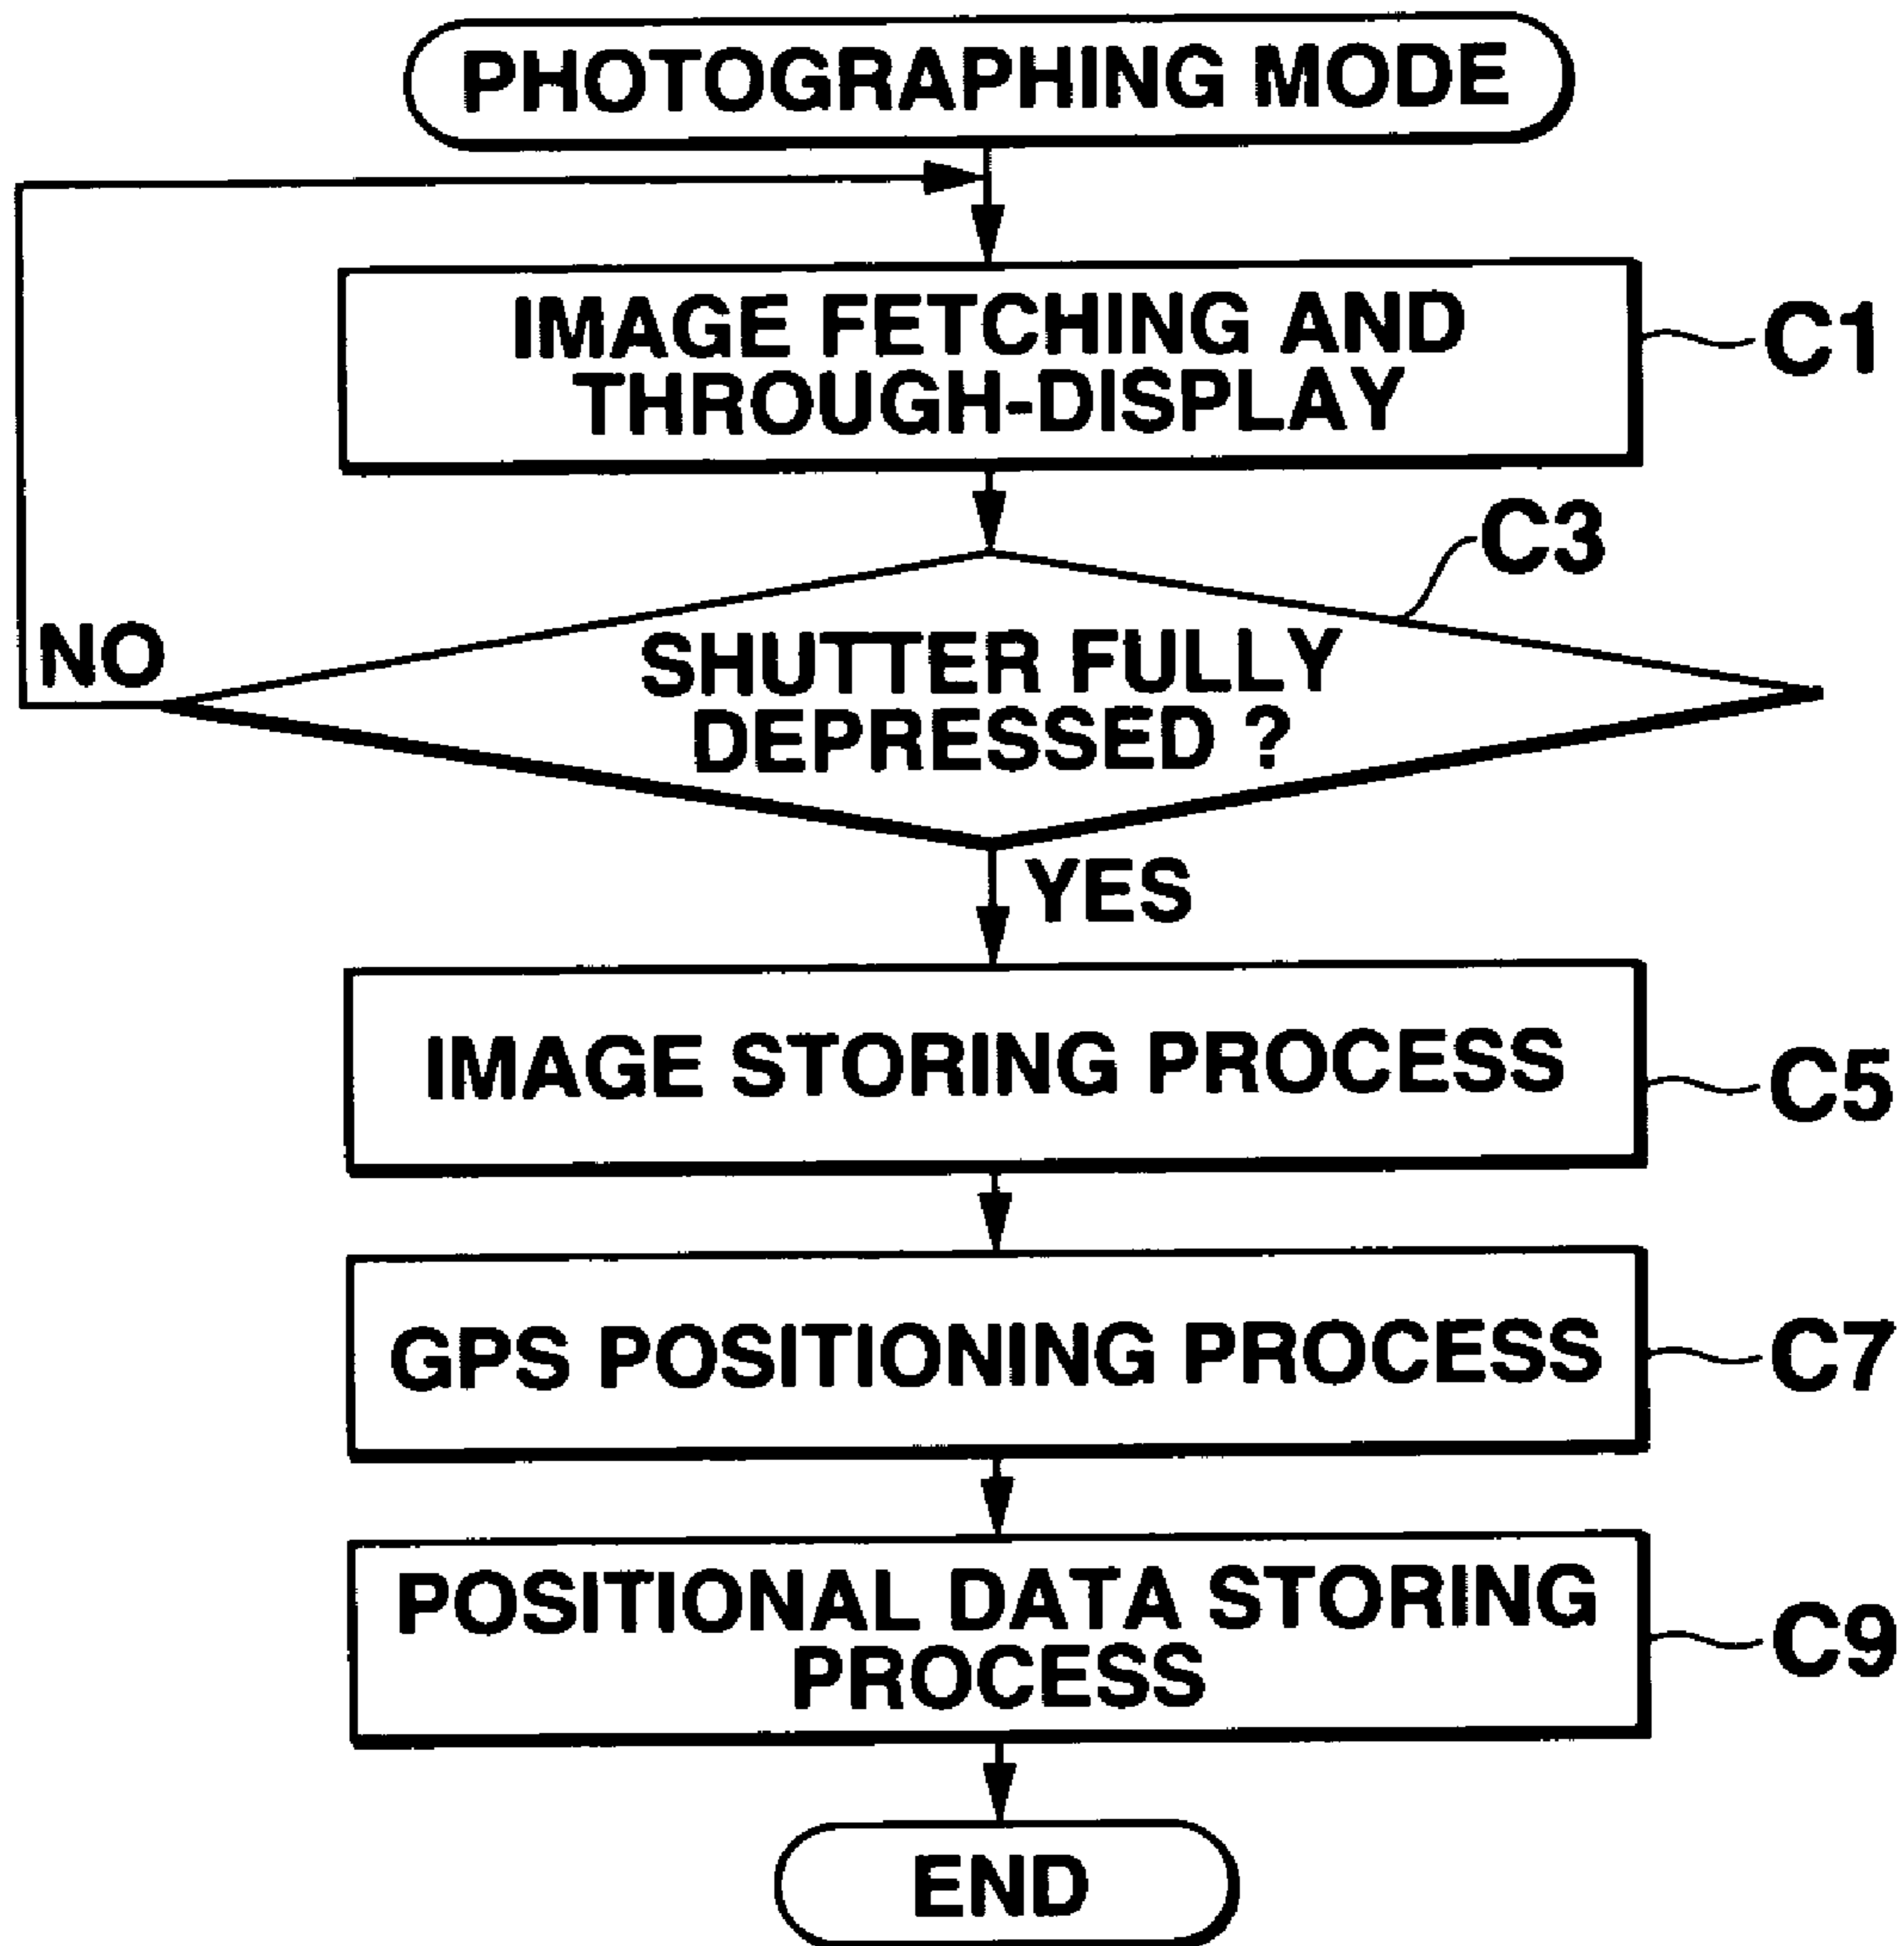 PHOTOGRAPHING MODE
IMAGE FETCHING AND
THROUGH-DISPLAY
C1
C3
NO
SHUTTER FULLY
DEPRESSED ?
YES
IMAGE STORING PROCESS
C5
GPS POSITIONING PROCESS
C7
POSITIONAL DATA STORING
PROCESS
C9
END